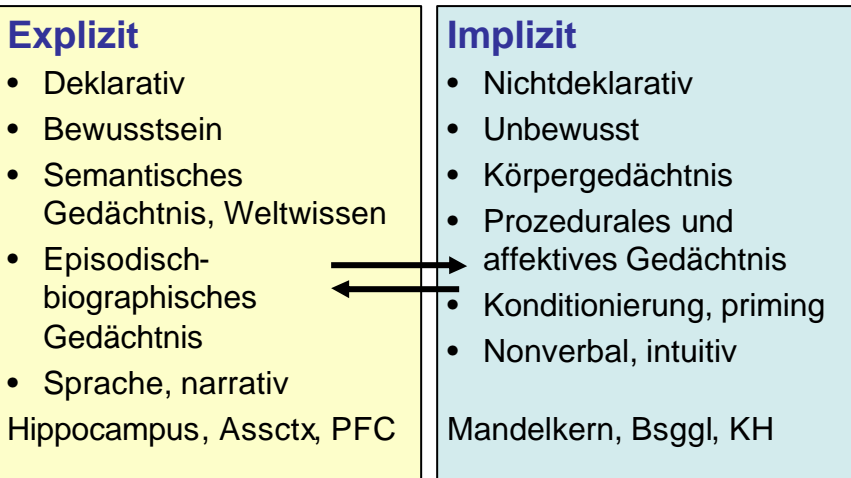 Explizit
• Deklarativ
• Bewusstsein
• Semantisches
Gedächtnis, Weltwissen
• Episodisch-
biographisches
Gedächtnis
• Sprache, narrativ
Hippocampus, Assctx, PFC
Implizit
• Nichtdeklarativ
• Unbewusst
• Körpergedächtnis
• Prozedurales und
affektives Gedächtnis
• Konditionierung, priming
• Nonverbal, intuitiv
Mandelkern, Bsggl, KH